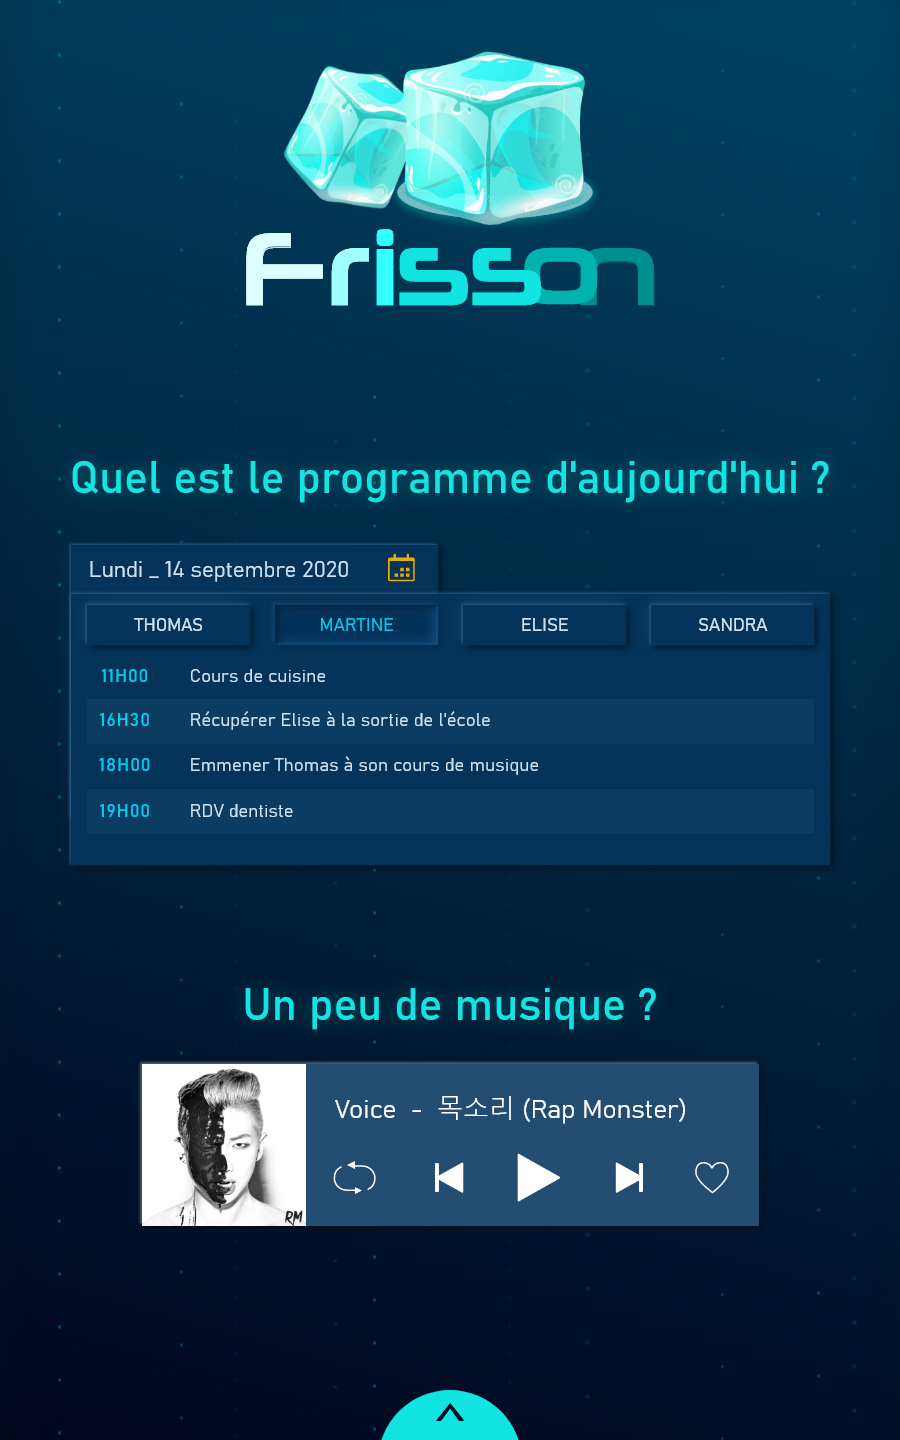 Frisson
Quel est le programme d'aujourd'hui ?
Lundi _ 14 septembre 2020
THOMAS MARTINE ELISE SANDRA
11H00 Cours de cuisine
16H30 Récupérer Elise à la sortie de l'école
18H00 Emmener Thomas à son cours de musique
19H00 RDV dentiste
Un peu de musique ?
Voice - 목소리 (Rap Monster)
RM